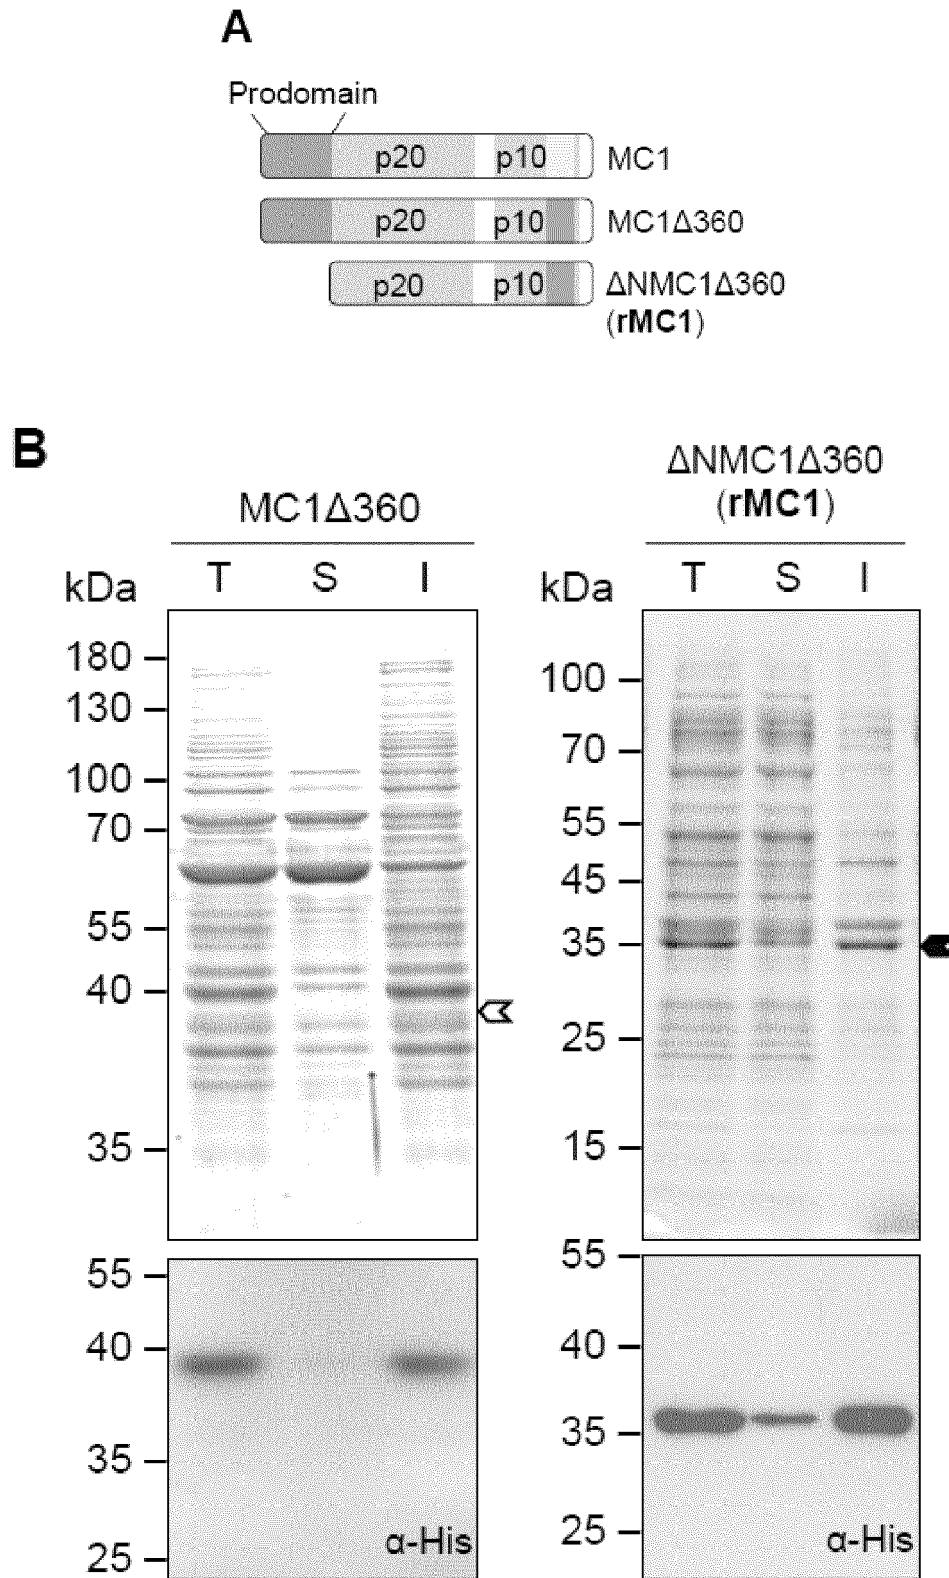 A
Prodomain
p20 p10 MC1
p20 p10 MC1Δ360
p20 p10 ΔNMC1Δ360
(rMC1)
B
MC1Δ360
kDa T S I
180
130
100
70
55
40
35
55
40
35
25
α-His
ΔNMC1Δ360
(rMC1)
kDa T S I
100
70
55
45
35
25
15
55
40
35
25
α-His